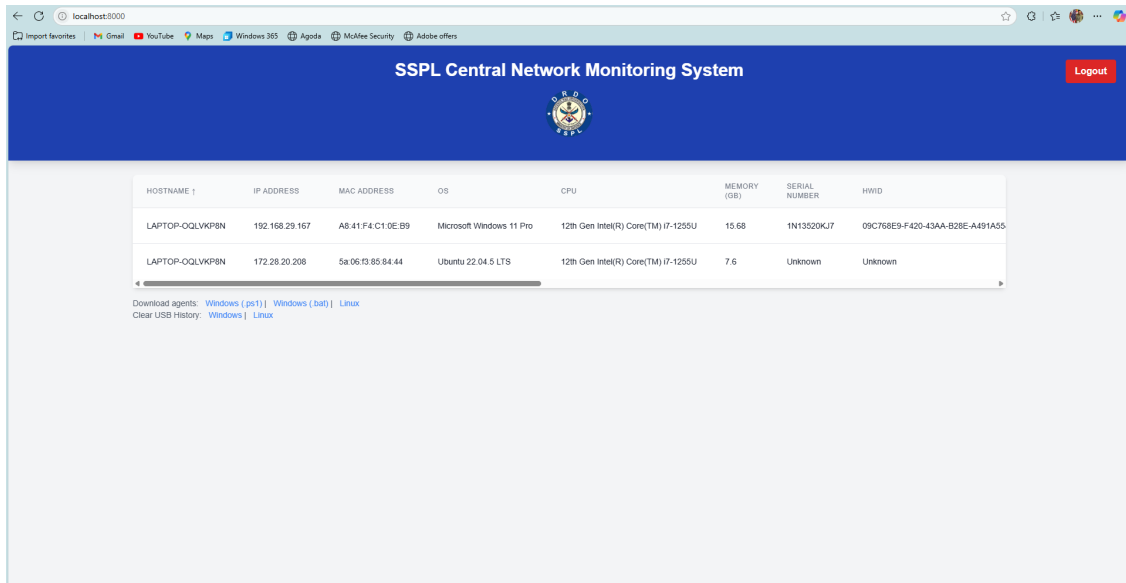 localhost:8000
Import favorites Gmail YouTube Maps Windows 365 Agoda McAfee Security Adobe offers
SSPL Central Network Monitoring System
Logout
DRDO
SSPL
HOSTNAME ↑ IP ADDRESS MAC ADDRESS OS CPU MEMORY (GB) SERIAL NUMBER HWID
LAPTOP-OQLVKP8N 192.168.29.167 A8:41:F4:C1:0E:B9 Microsoft Windows 11 Pro 12th Gen Intel(R) Core(TM) i7-1255U 15.68 1N13520KJ7 09C768E9-F420-43AA-B28E-A491A55
LAPTOP-OQLVKP8N 172.28.20.208 5a:06:f3:85:84:44 Ubuntu 22.04.5 LTS 12th Gen Intel(R) Core(TM) i7-1255U 7.6 Unknown Unknown
Download agents: Windows (.ps1) | Windows (.bat) | Linux
Clear USB History: Windows | Linux